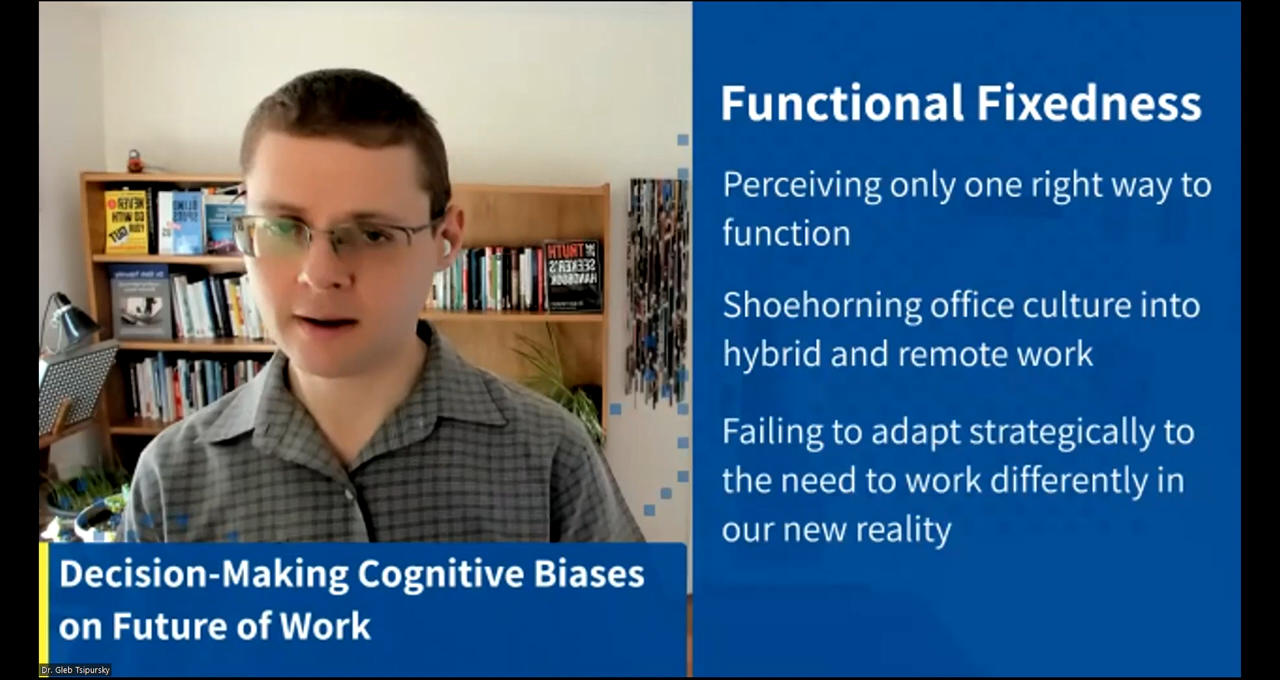 Functional Fixedness
Perceiving only one right way to
function
Shoehorning office culture into
hybrid and remote work
Failing to adapt strategically to
the need to work differently in
our new reality
NEVER
GO WITH
YOUR
GUT
BLIND
SPOTS
TRUTH
SEEKER'S
HANDBOOK
Decision-Making Cognitive Biases
on Future of Work
Dr. Gleb Tsipursky